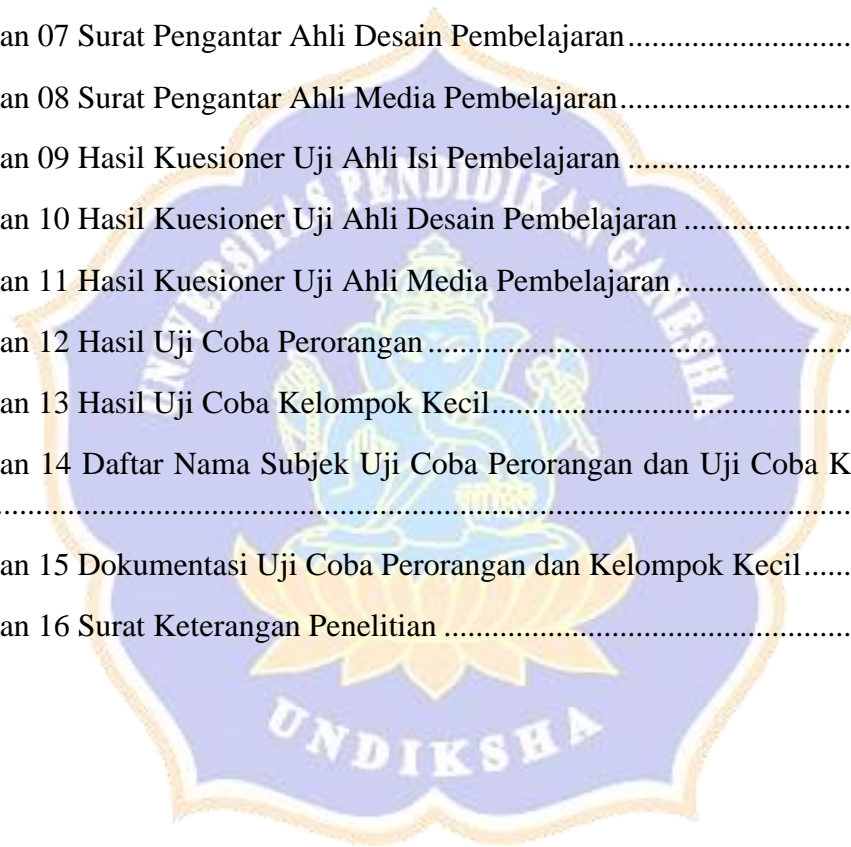 an 07 Surat Pengantar Ahli Desain Pembelajaran.............................
an 08 Surat Pengantar Ahli Media Pembelajaran..............................
an 09 Hasil Kuesioner Uji Ahli Isi Pembelajaran .............................
an 10 Hasil Kuesioner Uji Ahli Desain Pembelajaran ......................
an 11 Hasil Kuesioner Uji Ahli Media Pembelajaran.......................
an 12 Hasil Uji Coba Perorangan......................................................
an 13 Hasil Uji Coba Kelompok Kecil..............................................
an 14 Daftar Nama Subjek Uji Coba Perorangan dan Uji Coba K
................................................................................................................
an 15 Dokumentasi Uji Coba Perorangan dan Kelompok Kecil......
an 16 Surat Keterangan Penelitian ....................................................
UNIVERSITAS PENDIDIKAN GANESHA
UNDIKSHA